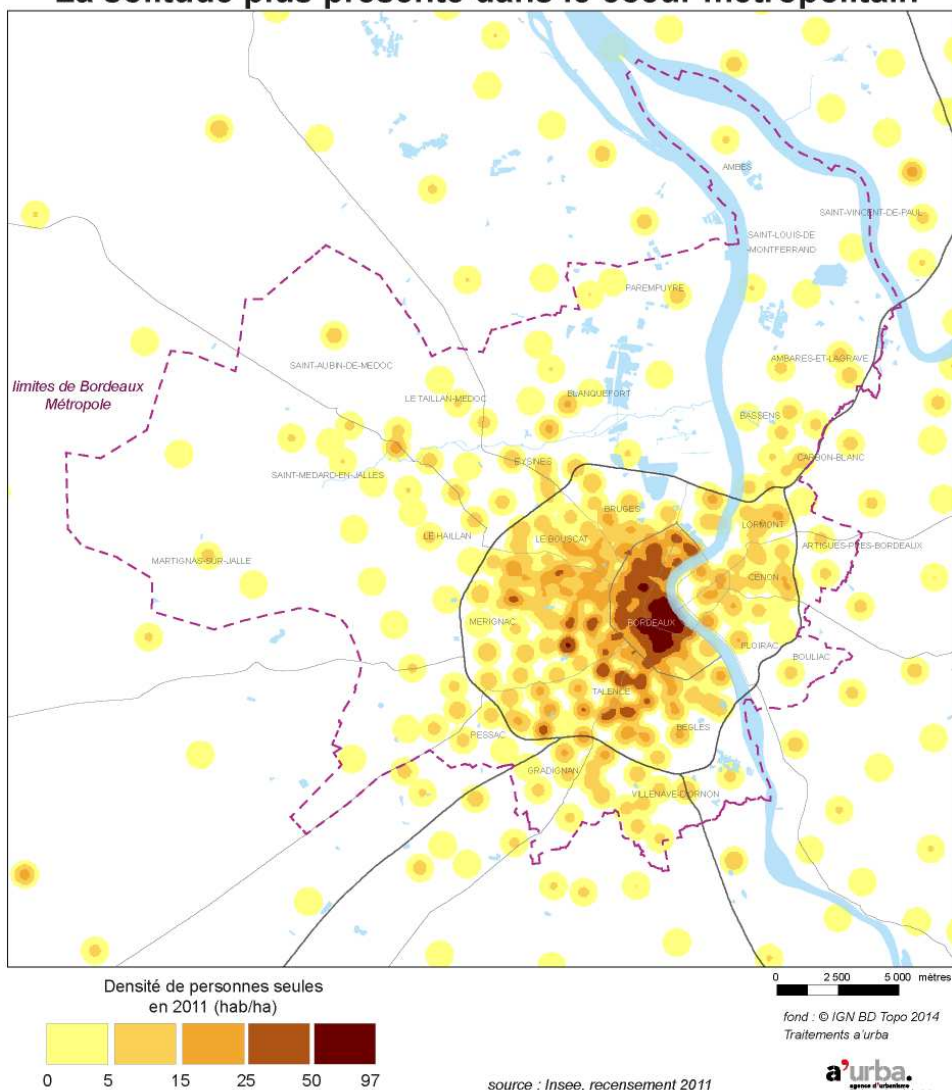 La solitude plus présente dans le coeur métropolitain
AMBES
SAINT-VINCENT-DE-PAUL
SAINT-LOUIS-DE
-MONTFERRAND
PAREMPUYRE
AMBARES-ET-LAGRAVE
SAINT-AUBIN-DE-MEDOC
limites de Bordeaux
Métropole
LE TAILLAN-MEDOC
BLANQUEFORT
BASSENS
CARBON-BLANC
EYSINES
SAINT-MEDARD-EN-JALLES
BRUGES
LORMONT
LE HAILLAN
LE BOUSCAT
ARTIGUES-PRES-BORDEAUX
MARTIGNAS-SUR-JALLE
CENON
MERIGNAC
BORDEAUX
FLOIRAC
BOULIAC
TALENCE
BEGLES
PESSAC
GRADIGNAN
VILLENAVE-D'ORNON
Densité de personnes seules
en 2011 (hab/ha)
0 5 15 25 50 97
0 2 500 5 000 mètres
fond : © IGN BD Topo 2014
Traitements a'urba
source : Insee, recensement 2011
a'urba.
agence d'urbanisme